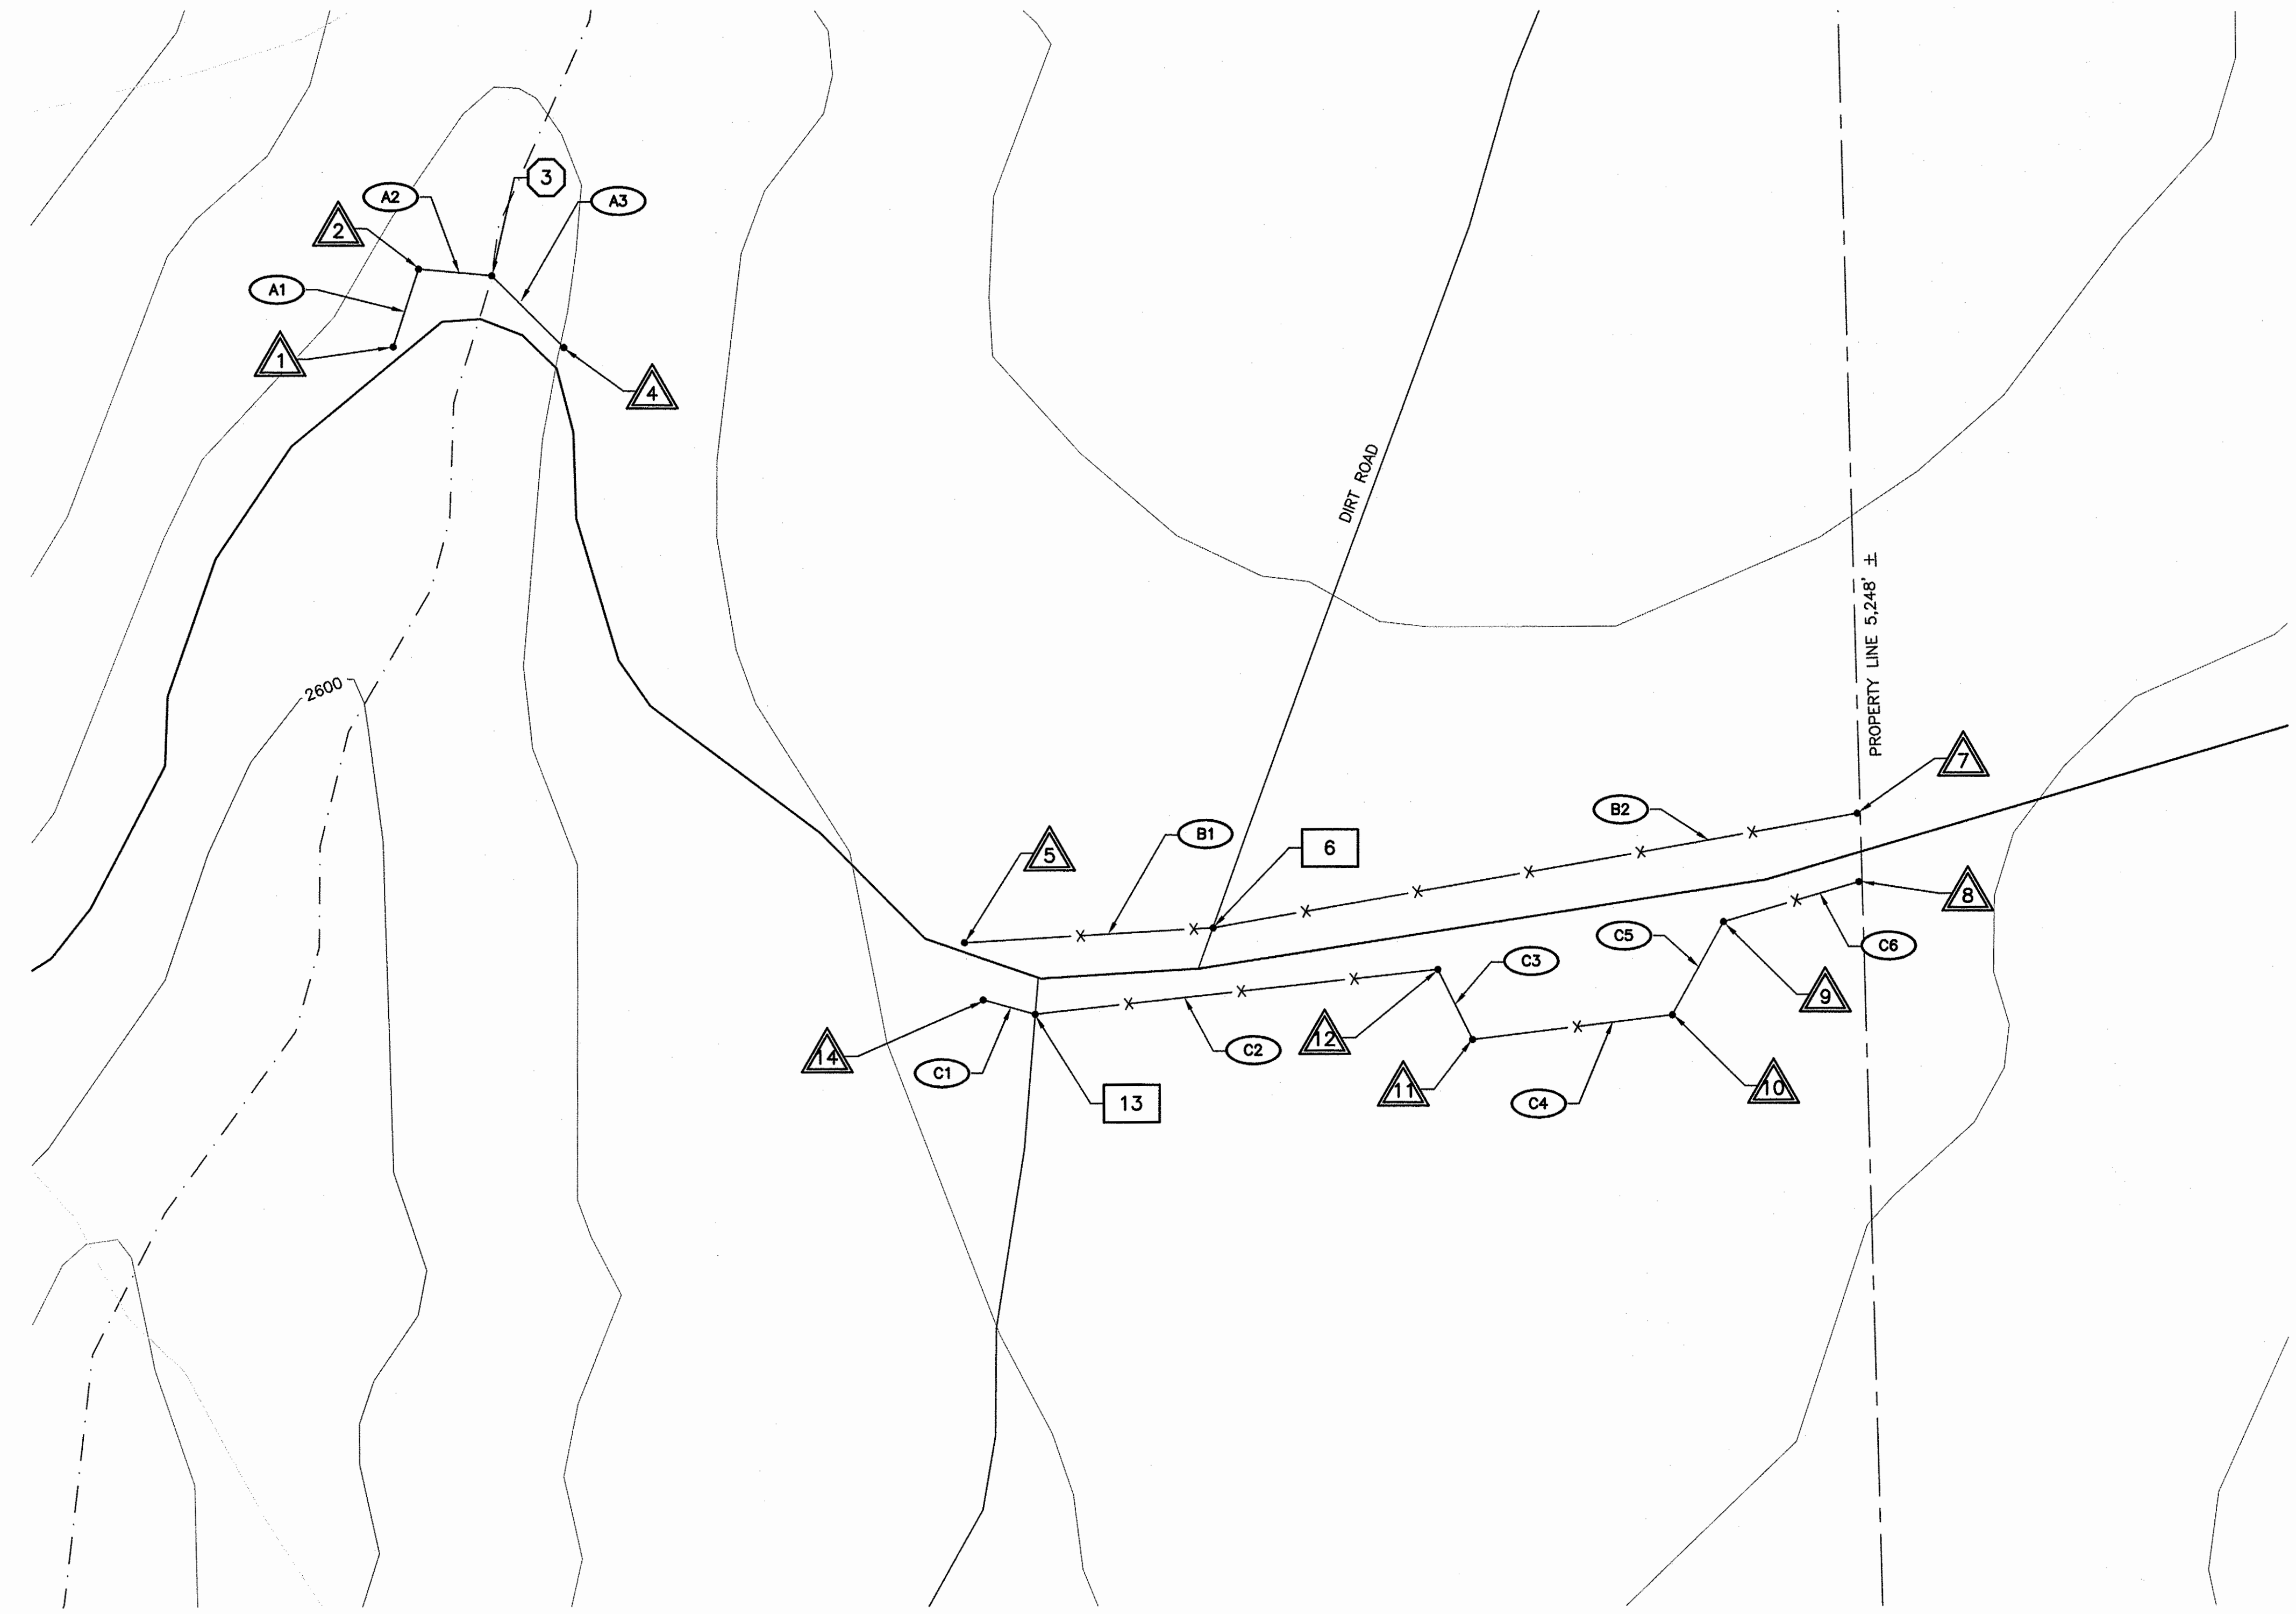 3
A2
A3
2
A1
1
4
DIRT ROAD
PROPERTY LINE 5,248' ±
2600
7
B2
B1
6
5
8
C5
C6
C3
9
12
C2
14
C1
11
10
13
C4